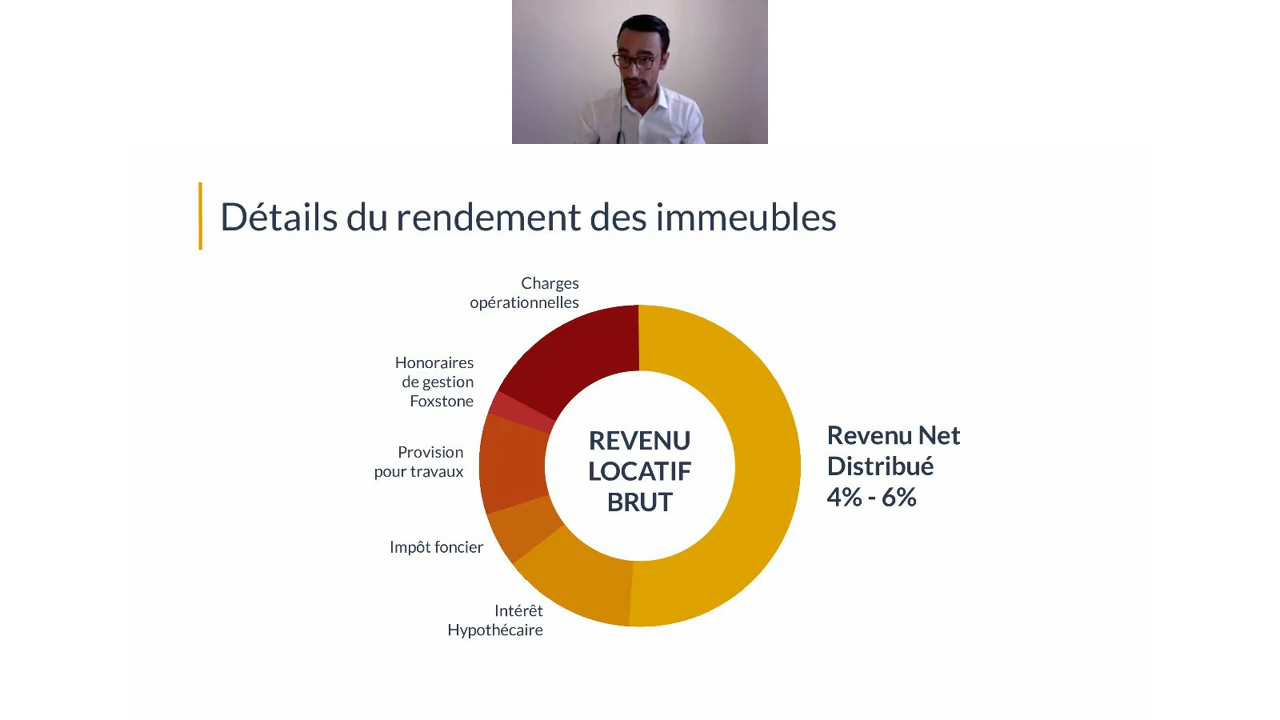 Détails du rendement des immeubles
Charges
opérationnelles
Honoraires
de gestion
Foxstone
Provision
pour travaux
Impôt foncier
Intérêt
Hypothécaire
REVENU
LOCATIF
BRUT
Revenu Net
Distribué
4% - 6%